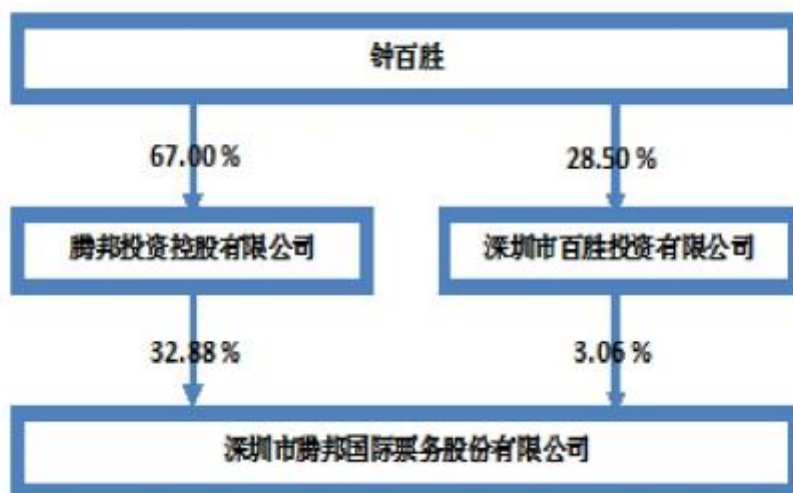 钟百胜
67.00 %
28.50 %
腾邦投资控股有限公司
深圳市百胜投资有限公司
32.88 %
3.06 %
深圳市腾邦国际票务股份有限公司